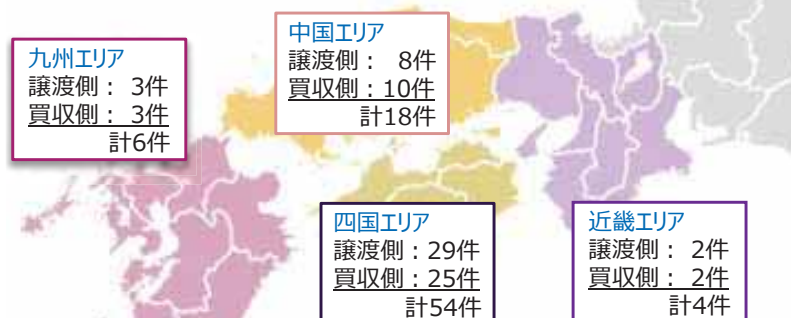 九州エリア
譲渡側： 3件
買収側： 3件
計6件
中国エリア
譲渡側： 8件
買収側：10件
計18件
四国エリア
譲渡側：29件
買収側：25件
計54件
近畿エリア
譲渡側： 2件
買収側： 2件
計4件